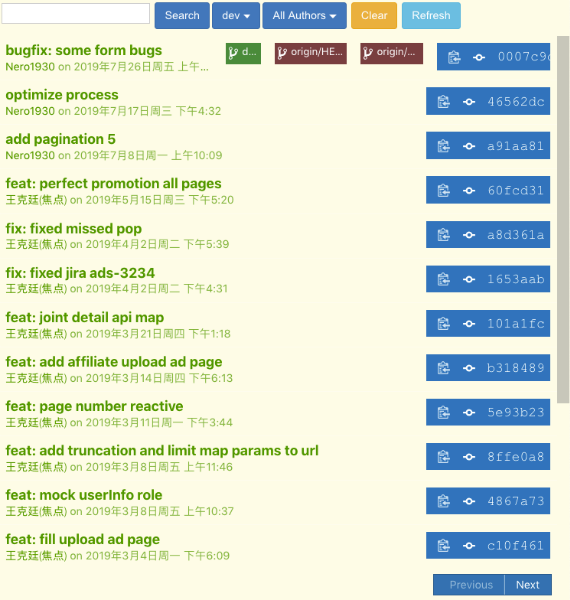 Search dev All Authors Clear Refresh
bugfix: some form bugs d... origin/HE... origin/... 0007c9
Nero1930 on 2019年7月26日周五 上午...
optimize process 46562dc
Nero1930 on 2019年7月17日周三 下午4:32
add pagination 5 a91aa81
Nero1930 on 2019年7月8日周一 上午10:09
feat: perfect promotion all pages 60fcd31
王克廷(焦点) on 2019年5月15日周三 下午5:20
fix: fixed missed pop a8d361a
王克廷(焦点) on 2019年4月2日周二 下午5:39
fix: fixed jira ads-3234 1653aab
王克廷(焦点) on 2019年4月2日周二 下午4:31
feat: joint detail api map 101a1fc
王克廷(焦点) on 2019年3月21日周四 下午1:18
feat: add affiliate upload ad page b318489
王克廷(焦点) on 2019年3月14日周四 下午6:13
feat: page number reactive 5e93b23
王克廷(焦点) on 2019年3月11日周一 下午3:44
feat: add truncation and limit map params to url 8ffe0a8
王克廷(焦点) on 2019年3月8日周五 上午11:46
feat: mock userInfo role 4867a73
王克廷(焦点) on 2019年3月8日周五 上午10:37
feat: fill upload ad page c10f461
王克廷(焦点) on 2019年3月4日周一 下午6:09
Previous Next